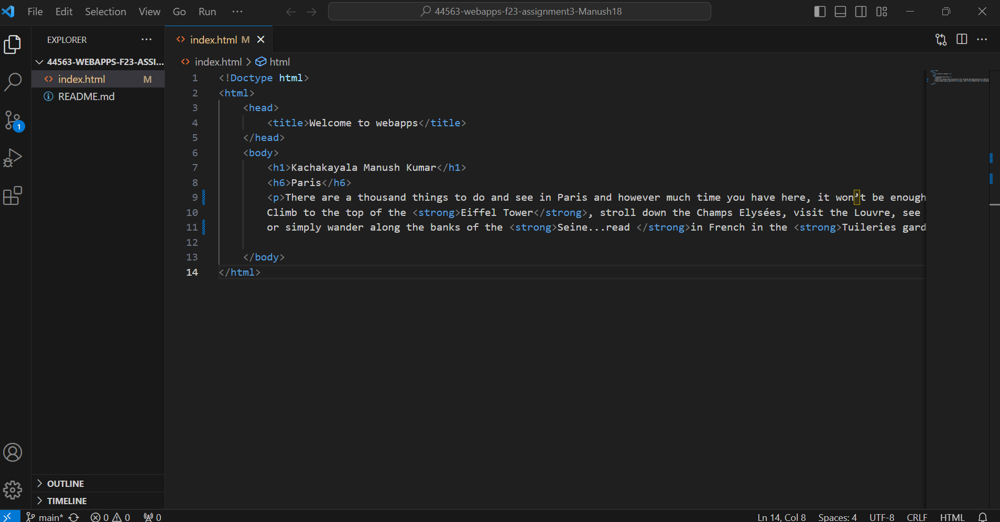 File Edit Selection View Go Run ··· 44563-webapps-f23-assignment3-Manush18
EXPLORER ···
44563-WEBAPPS-F23-ASSI...
index.html M
README.md
OUTLINE
TIMELINE
1
index.html M
index.html > html
1 <!Doctype html>
2 <html>
3 <head>
4 <title>Welcome to webapps</title>
5 </head>
6 <body>
7 <h1>Kachakayala Manush Kumar</h1>
8 <h6>Paris</h6>
9 <p>There are a thousand things to do and see in Paris and however much time you have here, it won’t be enough
10 Climb to the top of the <strong>Eiffel Tower</strong>, stroll down the Champs Elysées, visit the Louvre, see
11 or simply wander along the banks of the <strong>Seine...read </strong>in French in the <strong>Tuileries gard
12
13 </body>
14 </html>
main* 0 0 0 Ln 14, Col 8 Spaces: 4 UTF-8 CRLF HTML